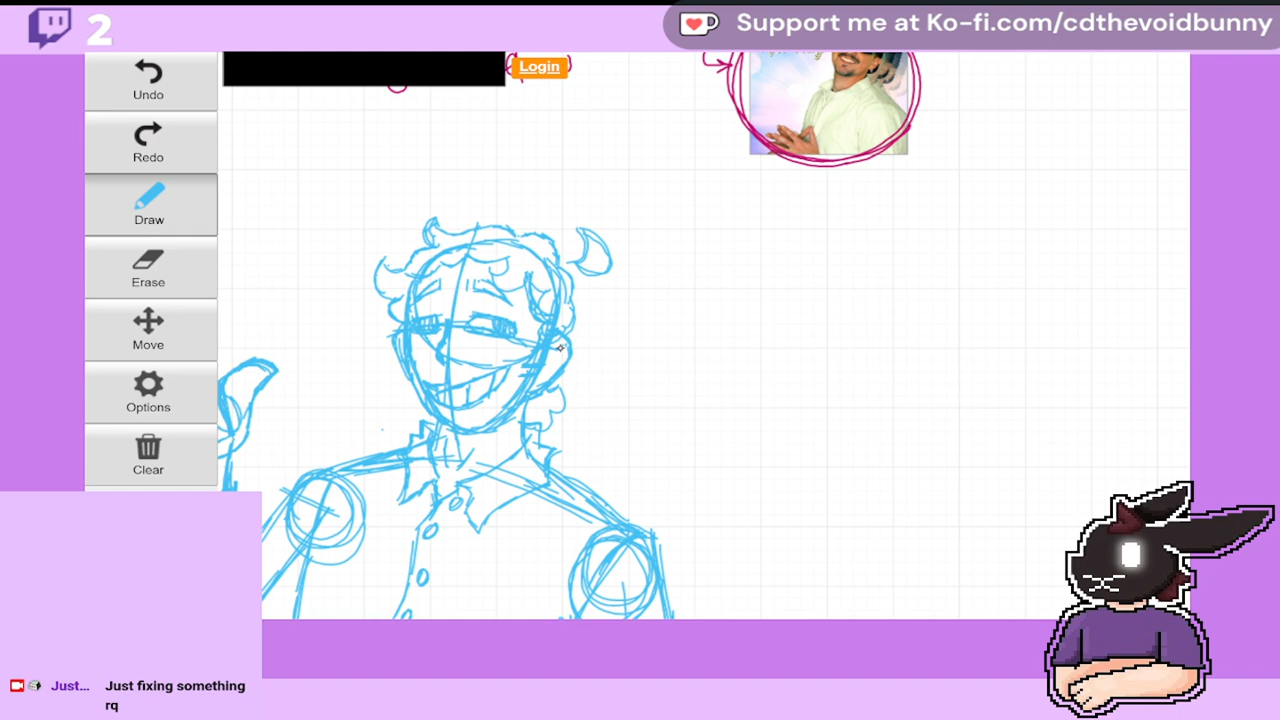 2
Support me at Ko-fi.com/cdthevoidbunny
Login
Undo
Redo
Draw
Erase
Move
Options
Clear
Just... Just fixing something
rq